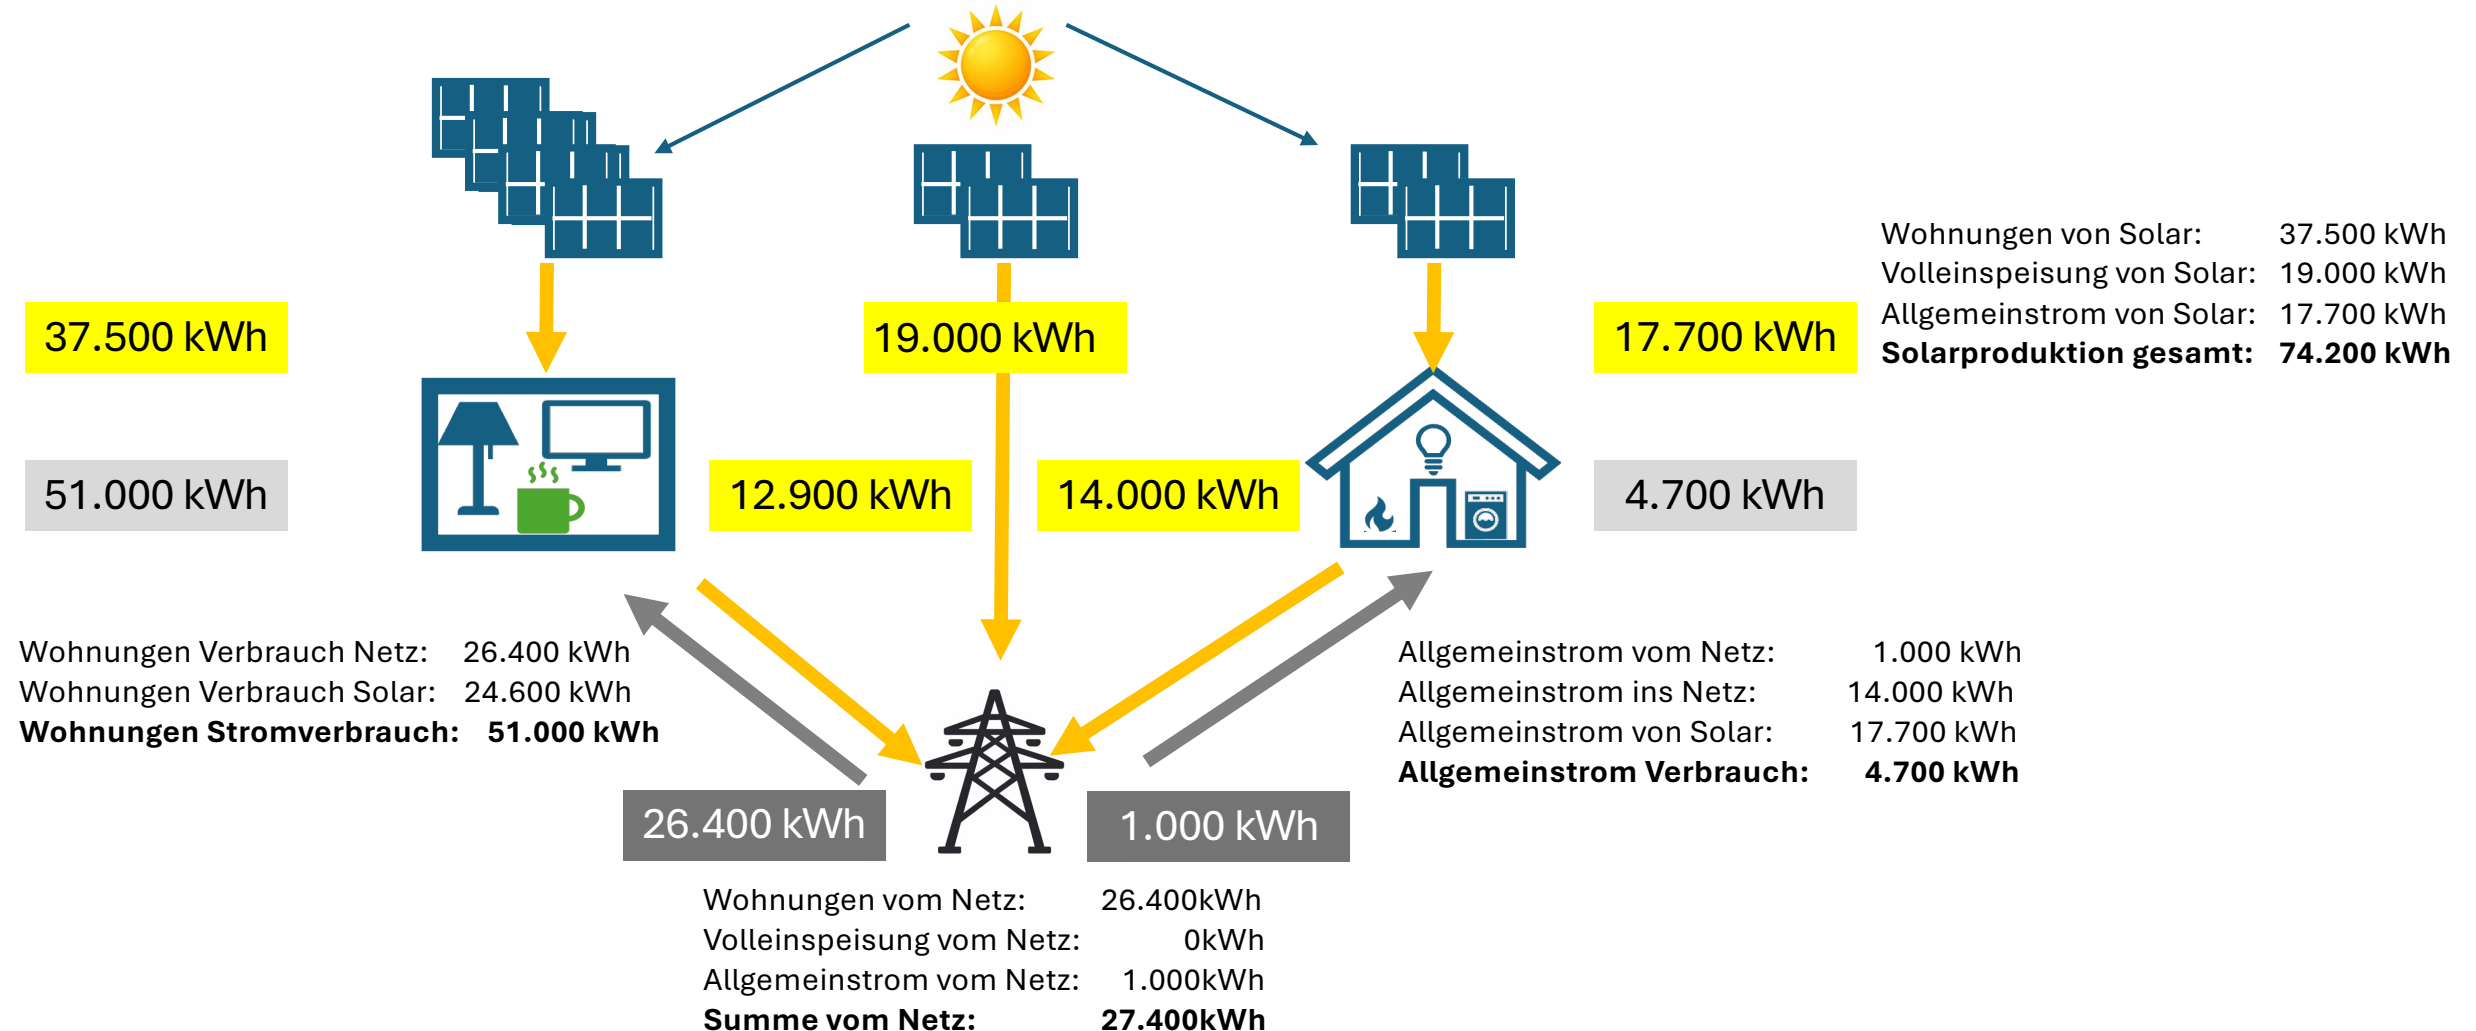 Wohnungen von Solar: 37.500 kWh
Volleinspeisung von Solar: 19.000 kWh
Allgemeinstrom von Solar: 17.700 kWh
Solarproduktion gesamt: 74.200 kWh
37.500 kWh
19.000 kWh
17.700 kWh
51.000 kWh
12.900 kWh
14.000 kWh
4.700 kWh
Wohnungen Verbrauch Netz: 26.400 kWh
Wohnungen Verbrauch Solar: 24.600 kWh
Wohnungen Stromverbrauch: 51.000 kWh
Allgemeinstrom vom Netz: 1.000 kWh
Allgemeinstrom ins Netz: 14.000 kWh
Allgemeinstrom von Solar: 17.700 kWh
Allgemeinstrom Verbrauch: 4.700 kWh
26.400 kWh
1.000 kWh
Wohnungen vom Netz: 26.400kWh
Volleinspeisung vom Netz: 0kWh
Allgemeinstrom vom Netz: 1.000kWh
Summe vom Netz: 27.400kWh